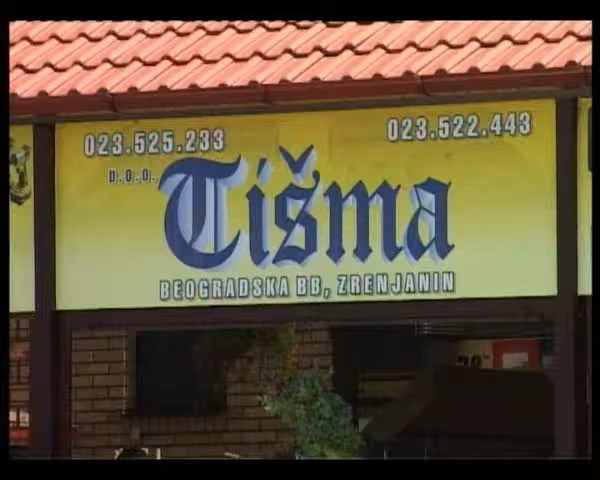 023.525.233
023.522.443
D.O.O.
Tišma
BEOGRADSKA BB, ZRENJANIN